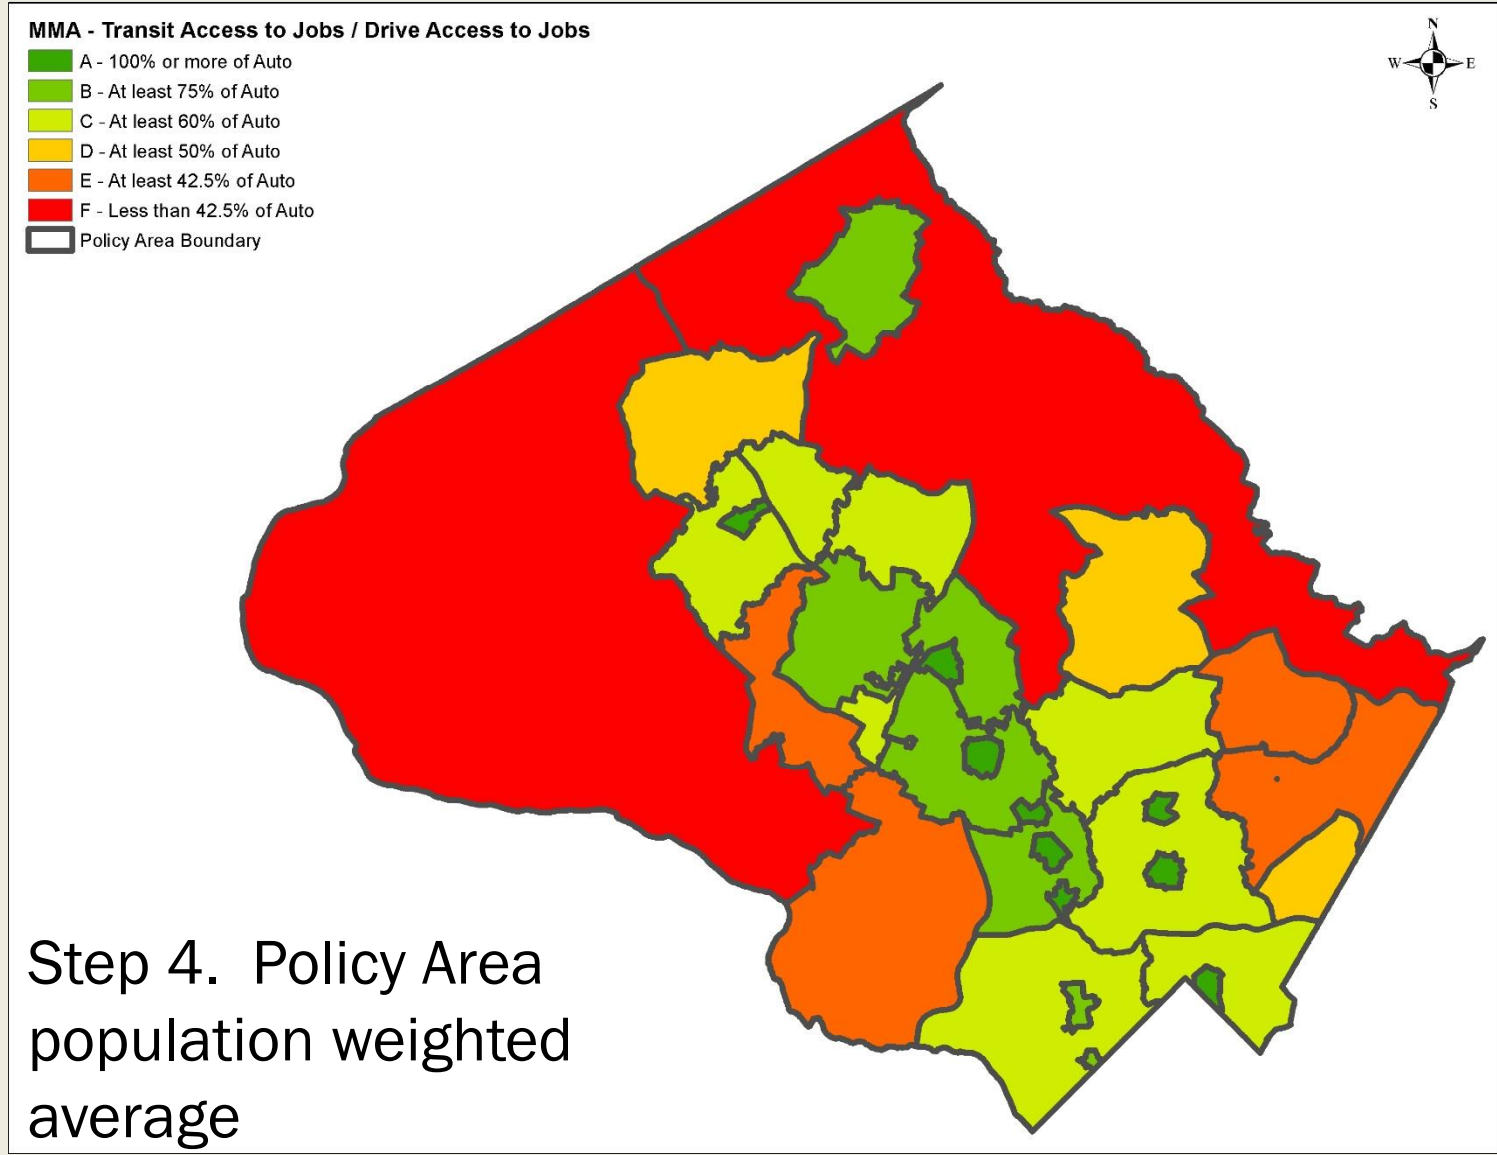 MMA - Transit Access to Jobs / Drive Access to Jobs
A - 100% or more of Auto
B - At least 75% of Auto
C - At least 60% of Auto
D - At least 50% of Auto
E - At least 42.5% of Auto
F - Less than 42.5% of Auto
Policy Area Boundary
N
W E
S
Step 4. Policy Area
population weighted
average